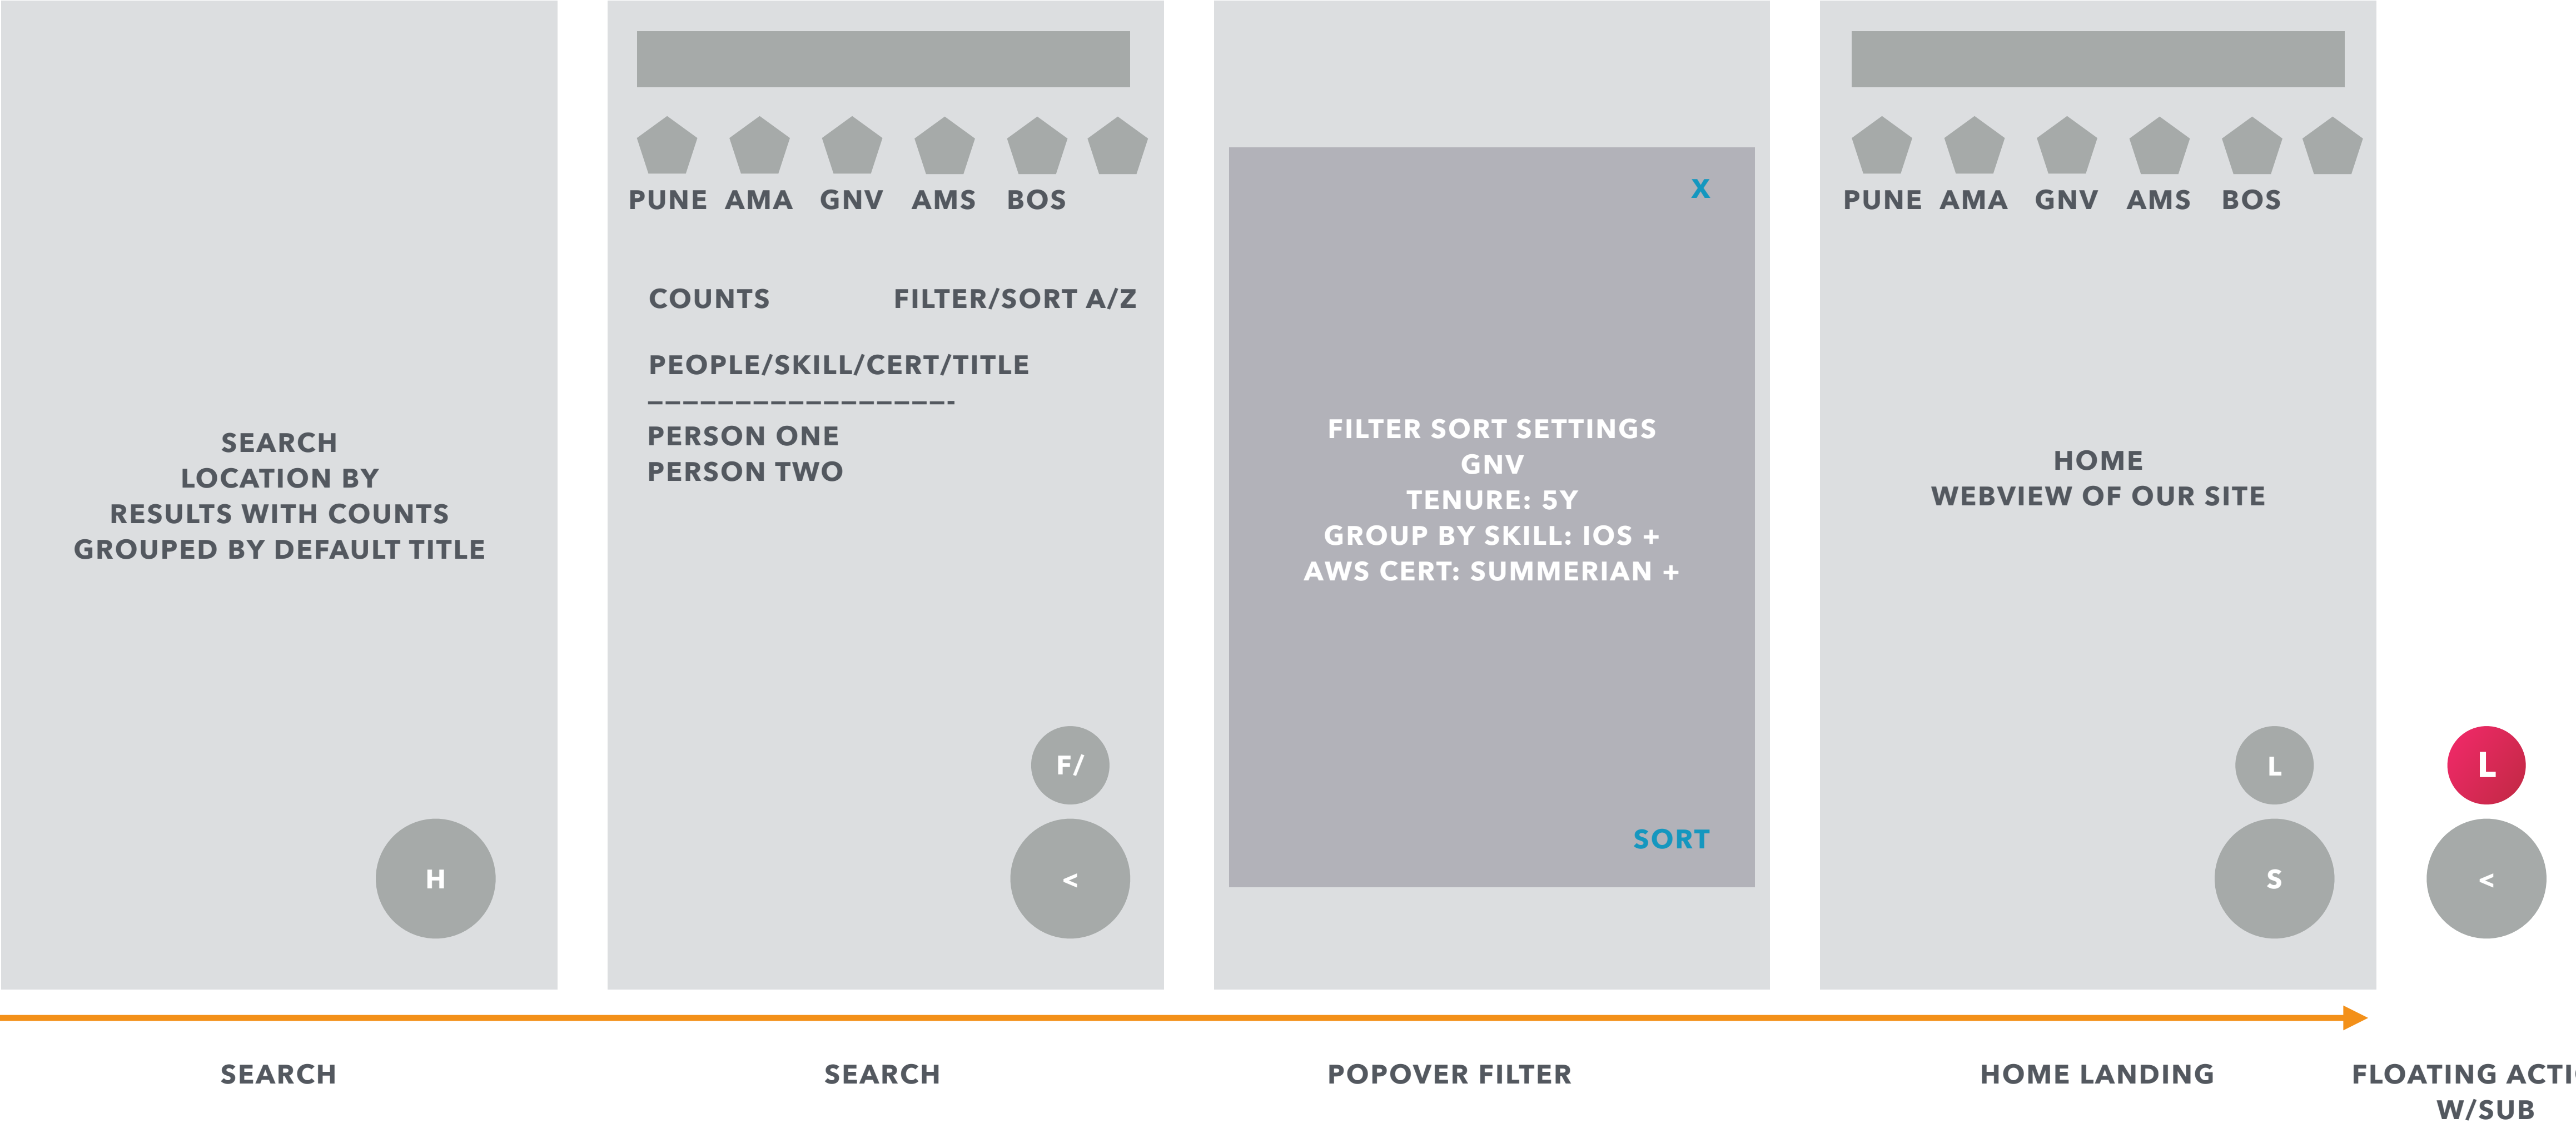 SEARCH
LOCATION BY
RESULTS WITH COUNTS
GROUPED BY DEFAULT TITLE
H
PUNE AMA GNV AMS BOS
COUNTS FILTER/SORT A/Z
PEOPLE/SKILL/CERT/TITLE
—————————————————-
PERSON ONE
PERSON TWO
F/
<
X
FILTER SORT SETTINGS
GNV
TENURE: 5Y
GROUP BY SKILL: IOS +
AWS CERT: SUMMERIAN +
SORT
PUNE AMA GNV AMS BOS
HOME
WEBVIEW OF OUR SITE
L
S
L
<
SEARCH
SEARCH
POPOVER FILTER
HOME LANDING
FLOATING ACTI
W/SUB